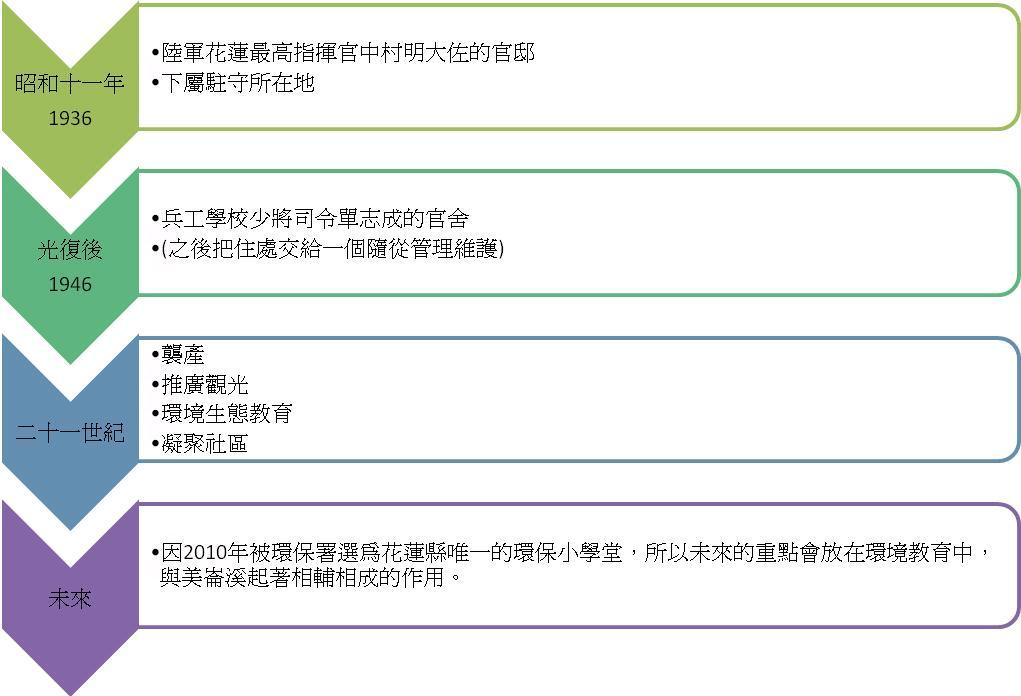 昭和十一年
1936
•陸軍花蓮最高指揮官中村明大佐的官邸
•下屬駐守所在地
光復後
1946
•兵工學校少將司令單志成的官舍
•(之後把住處交給一個隨從管理維護)
二十一世紀
•襲產
•推廣觀光
•環境生態教育
•凝聚社區
未來
•因2010年被環保署選為花蓮縣唯一的環保小學堂，所以未來的重點會放在環境教育中，
與美崙溪起著相輔相成的作用。